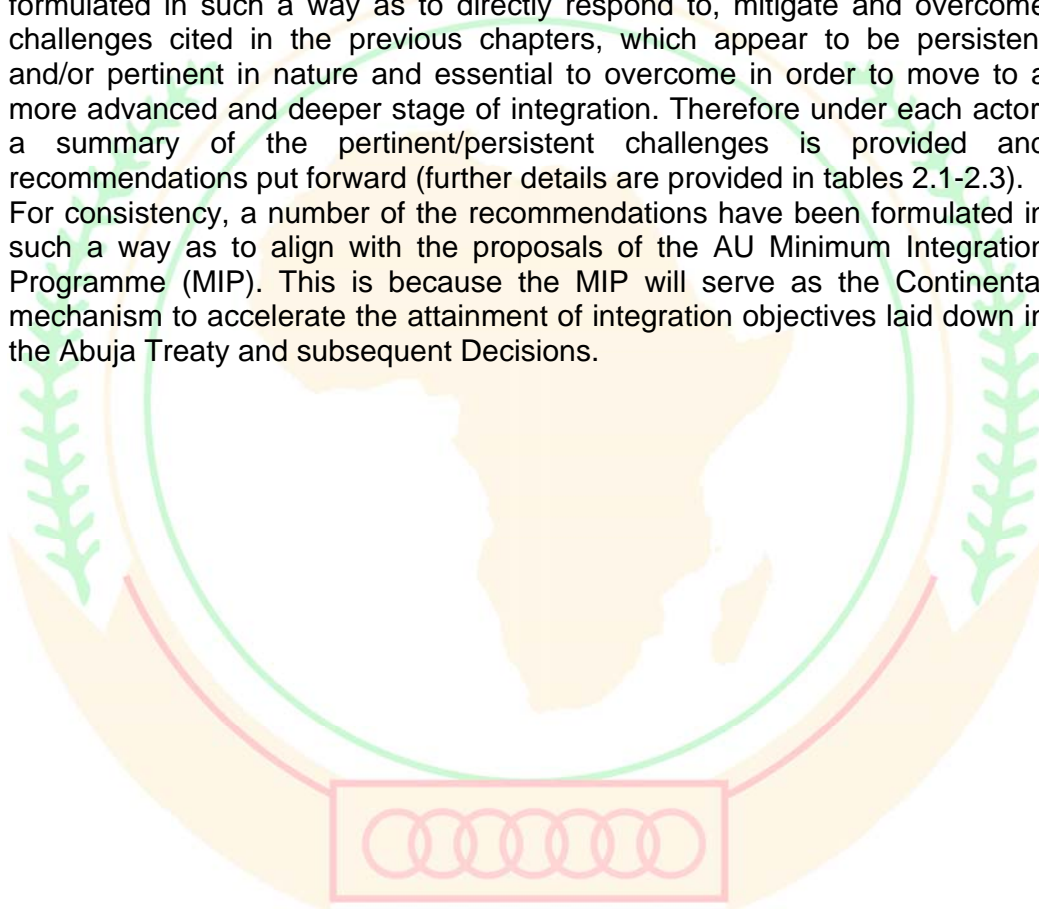 formulated in such a way as to directly respond to, mitigate and overcome
challenges cited in the previous chapters, which appear to be persisten
and/or pertinent in nature and essential to overcome in order to move to a
more advanced and deeper stage of integration. Therefore under each actor
a summary of the pertinent/persistent challenges is provided and
recommendations put forward (further details are provided in tables 2.1-2.3).
For consistency, a number of the recommendations have been formulated in
such a way as to align with the proposals of the AU Minimum Integration
Programme (MIP). This is because the MIP will serve as the Continenta
mechanism to accelerate the attainment of integration objectives laid down in
the Abuja Treaty and subsequent Decisions.